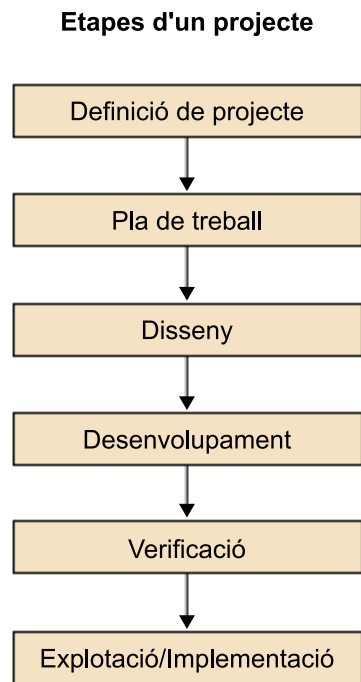 Etapes d'un projecte
Definició de projecte
Pla de treball
Disseny
Desenvolupament
Verificació
Explotació/Implementació